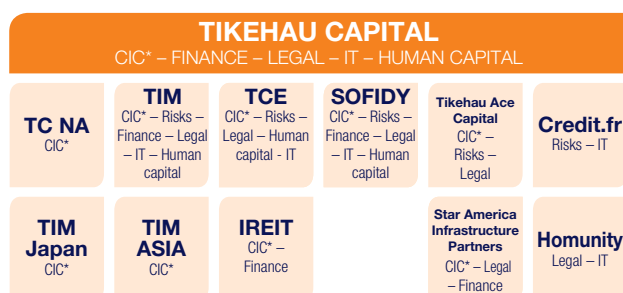 TIKEHAU CAPITAL
CIC* – FINANCE – LEGAL – IT – HUMAN CAPITAL
TC NA
CIC*
TIM
CIC* – Risks –
Finance – Legal
– IT – Human
capital
TCE
CIC* – Risks –
Legal – Human
capital - IT
SOFIDY
CIC* – Risks –
Finance – Legal
– IT – Human
capital
Tikehau Ace
Capital
CIC* –
Risks –
Legal
Credit.fr
Risks – IT
TIM
Japan
CIC*
TIM
ASIA
CIC*
IREIT
CIC* –
Finance
Star America
Infrastructure
Partners
CIC* – Legal
– Finance
Homunity
Legal – IT